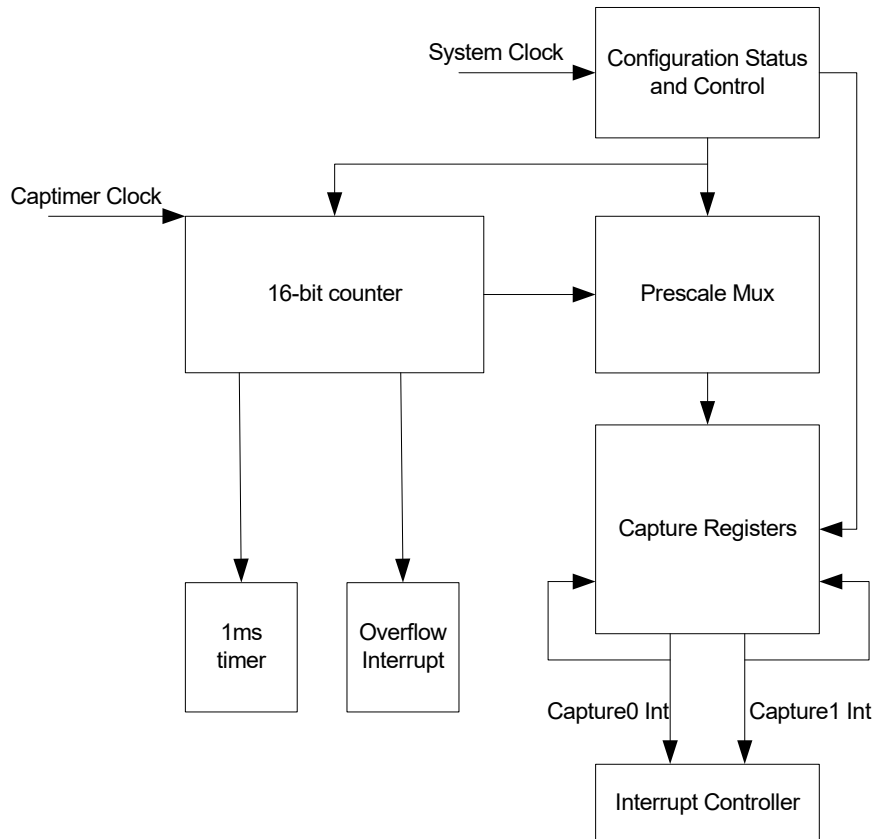 System Clock
Configuration Status
and Control
Captimer Clock
16-bit counter
Prescale Mux
Capture Registers
1ms
timer
Overflow
Interrupt
Capture0 Int
Capture1 Int
Interrupt Controller